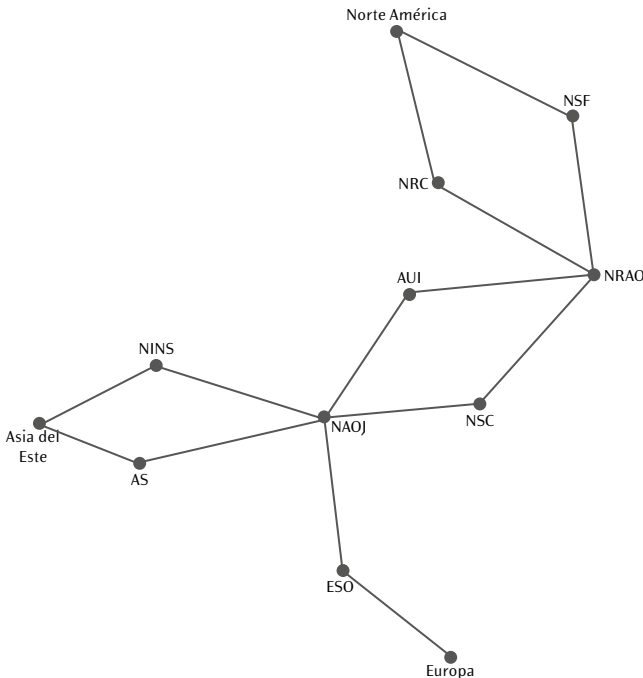 Norte América
NSF
NRC
NRAO
AUI
NINS
NAOJ
NSC
Asia del
Este
AS
ESO
Europa